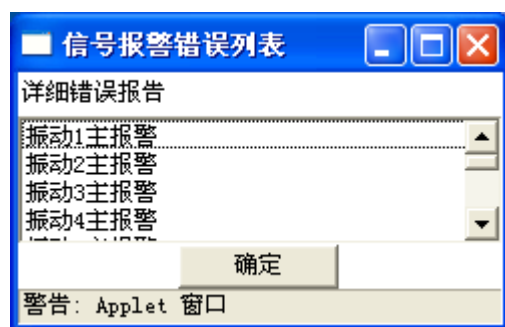 信号报警错误列表
详细错误报告
振动1主报警
振动2主报警
振动3主报警
振动4主报警
确定
警告: Applet 窗口